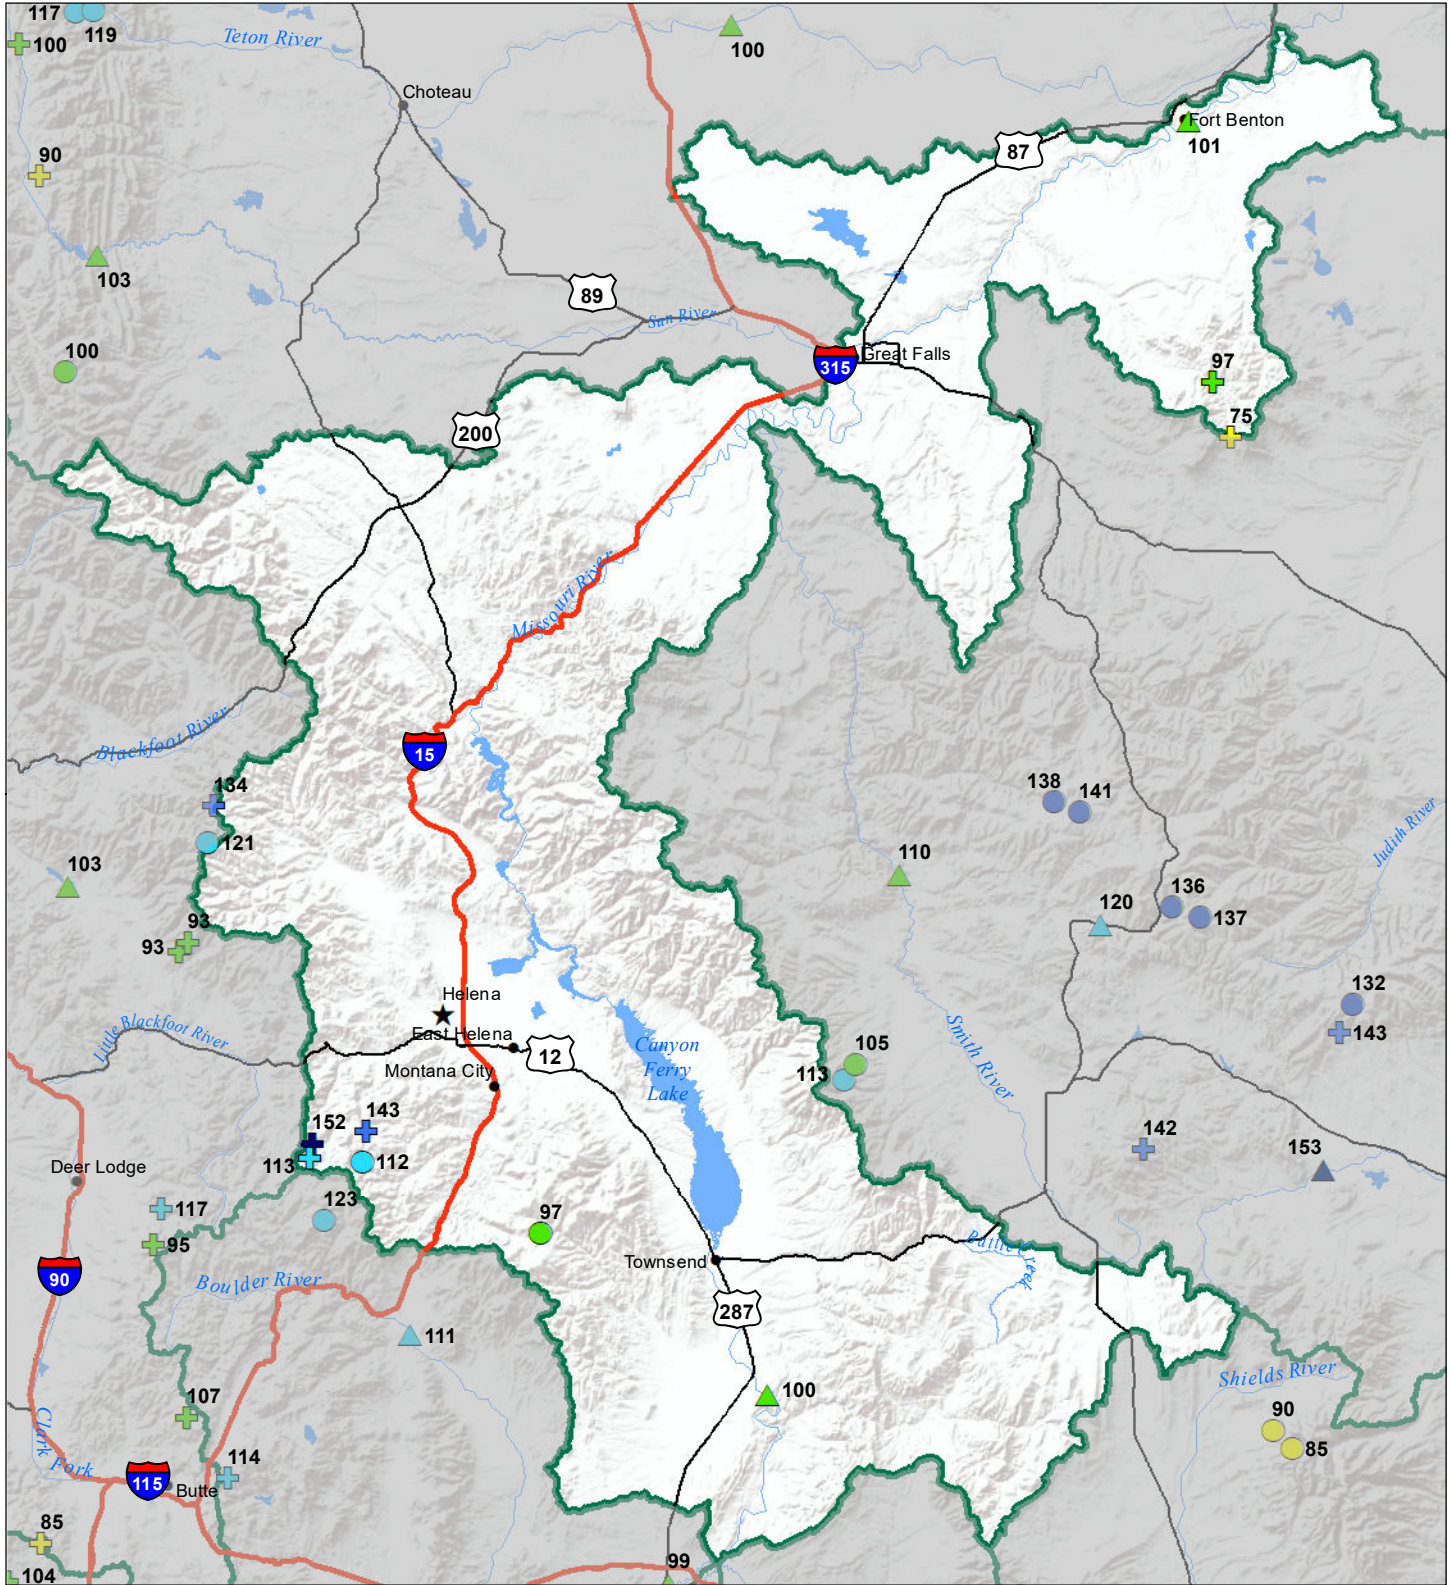 117
119
100
Teton River
100
Choteau
Fort Benton
101
87
90
103
89
Sun River
100
Great Falls
315
97
75
200
Missouri River
Blackfoot River
15
134
121
138
141
Judith River
103
110
136
137
120
93
93
132
143
Helena
Little Blackfoot River
East Helena
12
Canyon
Ferry
Lake
Smith River
105
113
Montana City
152
143
113
112
142
153
Deer Lodge
117
123
97
95
Townsend
Battle Creek
90
Boulder River
287
111
Shields River
100
107
90
85
Clark Fork
114
115
Butte
85
99
104